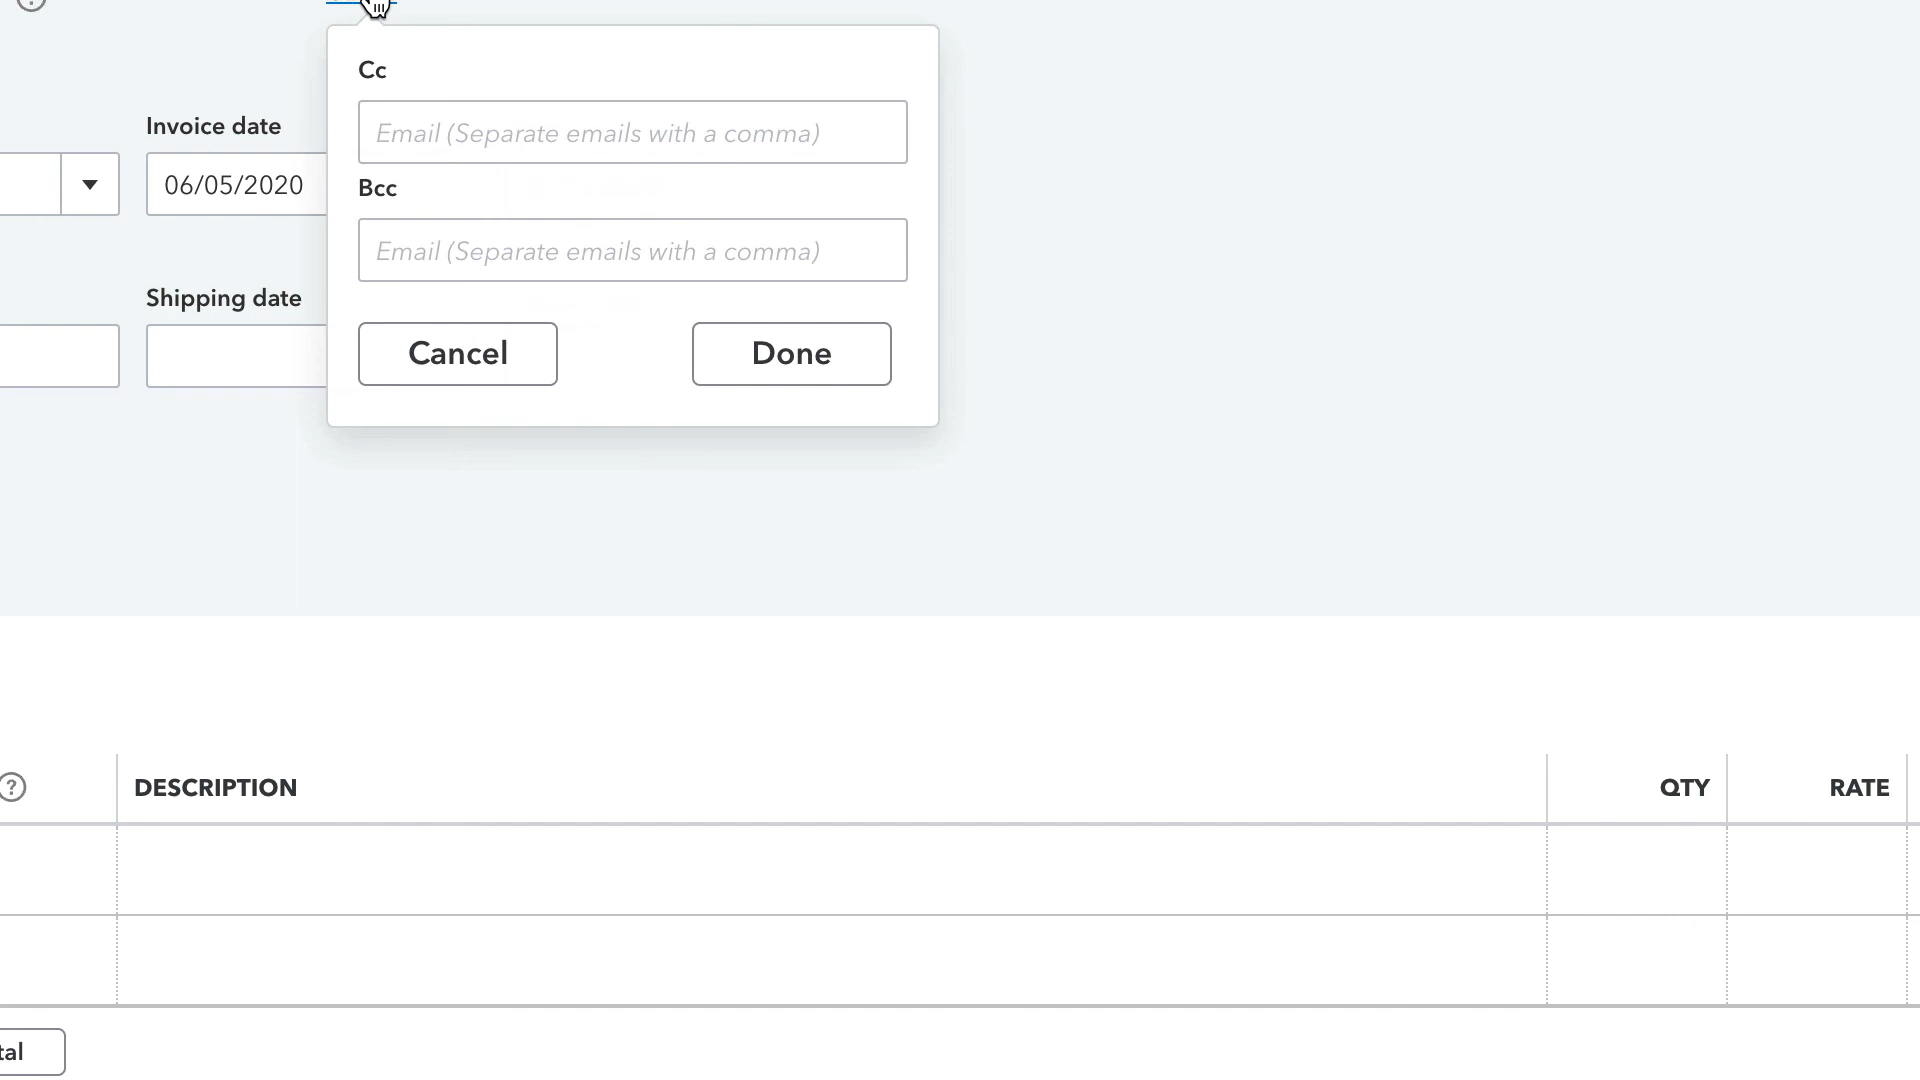 Cc
Email (Separate emails with a comma)
Invoice date
06/05/2020
Bcc
Email (Separate emails with a comma)
Shipping date
Cancel
Done
?
DESCRIPTION
QTY
RATE
tal